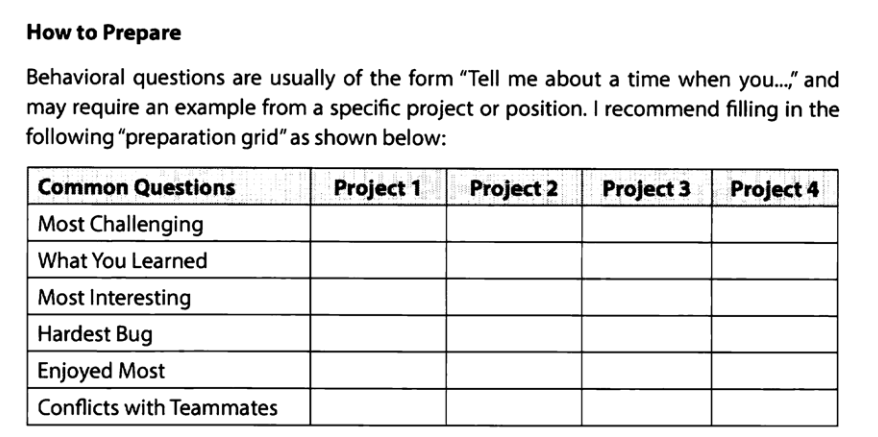 How to Prepare
Behavioral questions are usually of the form “Tell me about a time when you...,” and
may require an example from a specific project or position. I recommend filling in the
following “preparation grid” as shown below:
Common Questions Project 1 Project 2 Project 3 Project 4
Most Challenging
What You Learned
Most Interesting
Hardest Bug
Enjoyed Most
Conflicts with Teammates